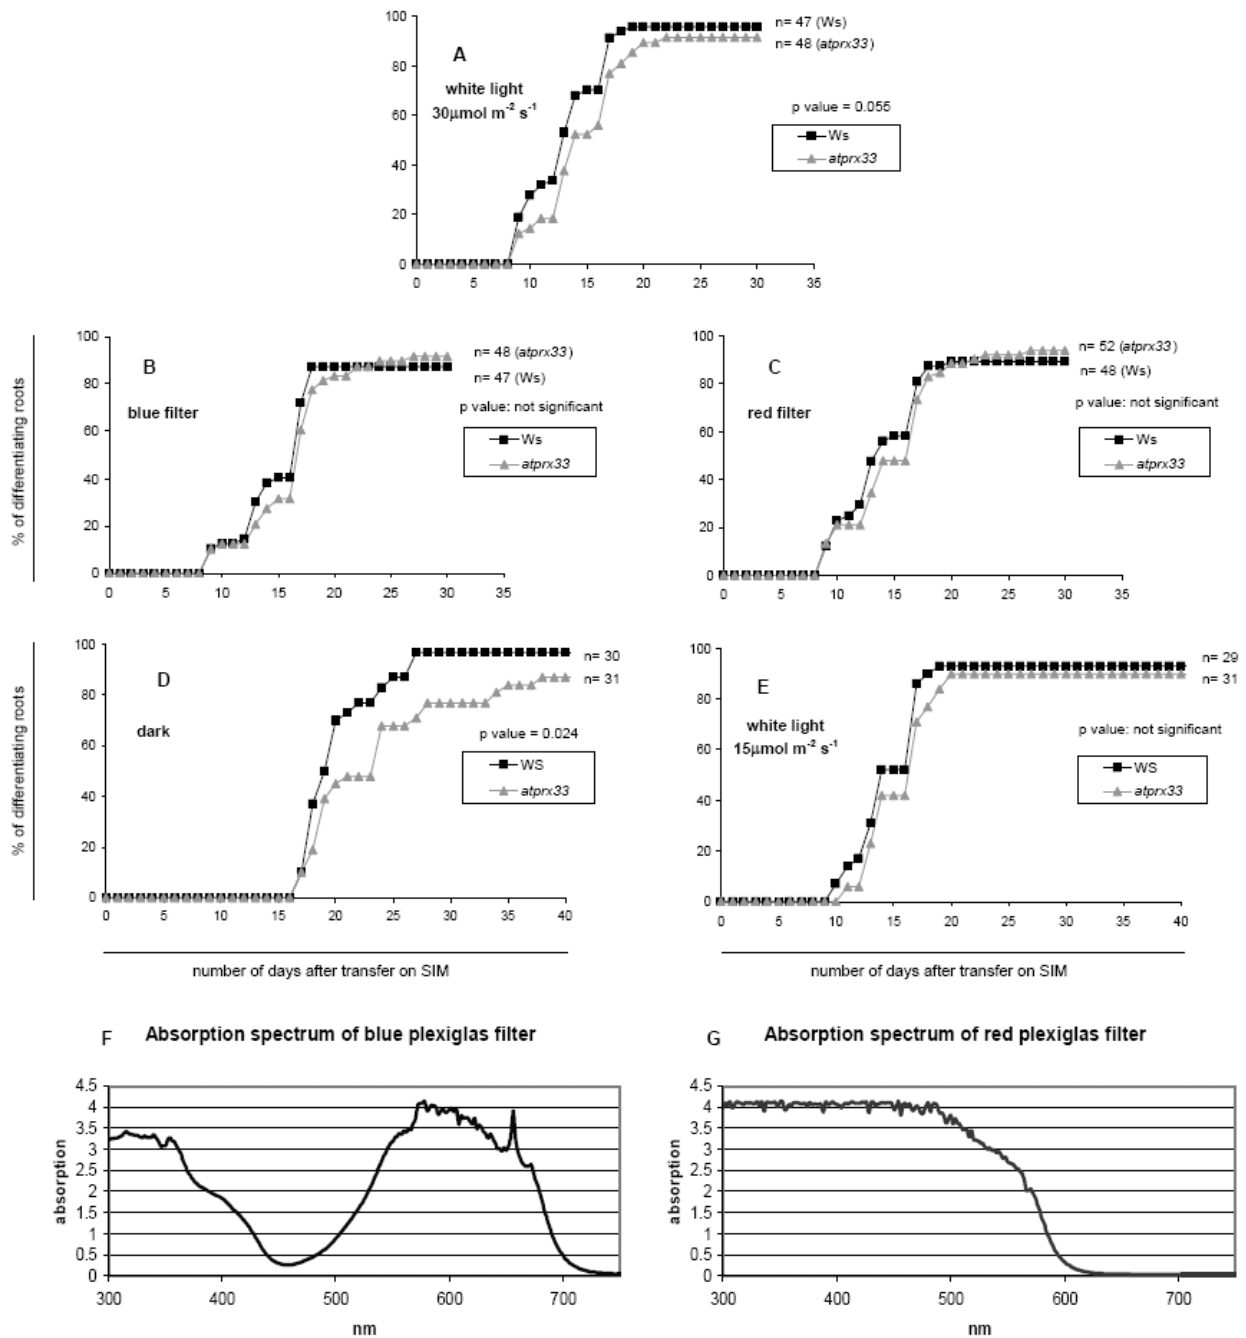 100
80
60
40
20
0
A
white light
30μmol m-2 s-1
n= 47 (Ws)
n= 48 (atprx33)
p value = 0.055
Ws
atprx33
0 5 10 15 20 25 30 35
% of differentiating roots
100
80
60
40
20
0
B
blue filter
n= 48 (atprx33)
n= 47 (Ws)
p value: not significant
Ws
atprx33
0 5 10 15 20 25 30 35
100
80
60
40
20
0
C
red filter
n= 52 (atprx33)
n= 48 (Ws)
p value: not significant
Ws
atprx33
0 5 10 15 20 25 30 35
% of differentiating roots
100
80
60
40
20
0
D
dark
n= 30
n= 31
p value = 0.024
WS
atprx33
0 5 10 15 20 25 30 35 40
number of days after transfer on SIM
100
80
60
40
20
0
E
white light
15μmol m-2 s-1
n= 29
n= 31
p value: not significant
WS
atprx33
0 5 10 15 20 25 30 35 40
number of days after transfer on SIM
F Absorption spectrum of blue plexiglas filter
absorption
4.5
4
3.5
3
2.5
2
1.5
1
0.5
0
300 400 500 600 700
nm
G Absorption spectrum of red plexiglas filter
absorption
4.5
4
3.5
3
2.5
2
1.5
1
0.5
0
300 400 500 600 700
nm